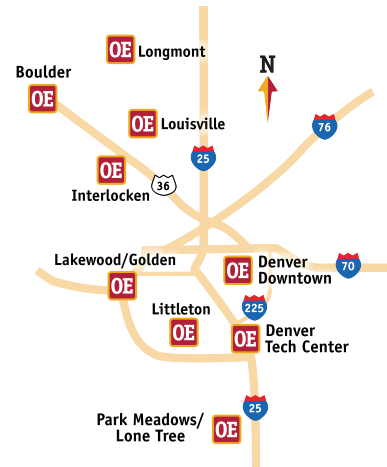 OE Longmont
N
Boulder
OE
76
OE Louisville
25
OE
36
Interlocken
Lakewood/Golden
OE
OE Denver
Downtown
70
Littleton
OE
225
OE Denver
Tech Center
25
Park Meadows/
Lone Tree
OE